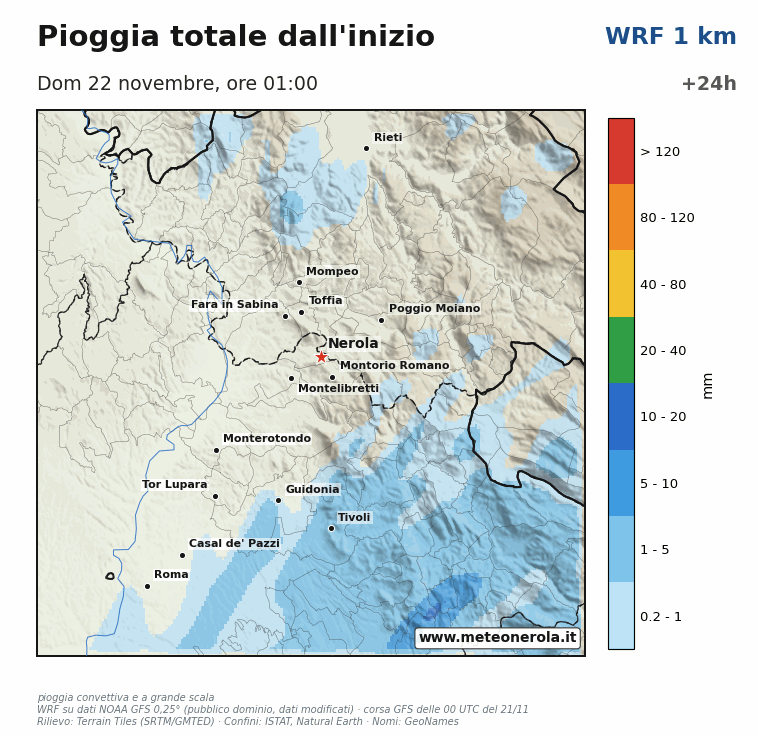 Pioggia totale dall'inizio
WRF 1 km
Dom 22 novembre, ore 01:00
+24h
Rieti
Mompeo
Toffia
Fara in Sabina
Poggio Moiano
Nerola
Montorio Romano
Montelibretti
Monterotondo
Tor Lupara
Guidonia
Tivoli
Casal de' Pazzi
Roma
www.meteonerola.it
> 120
80 - 120
40 - 80
20 - 40
10 - 20
5 - 10
1 - 5
0.2 - 1
mm
pioggia convettiva e a grande scala
WRF su dati NOAA GFS 0,25° (pubblico dominio, dati modificati) · corsa GFS delle 00 UTC del 21/11
Rilievo: Terrain Tiles (SRTM/GMTED) · Confini: ISTAT, Natural Earth · Nomi: GeoNames